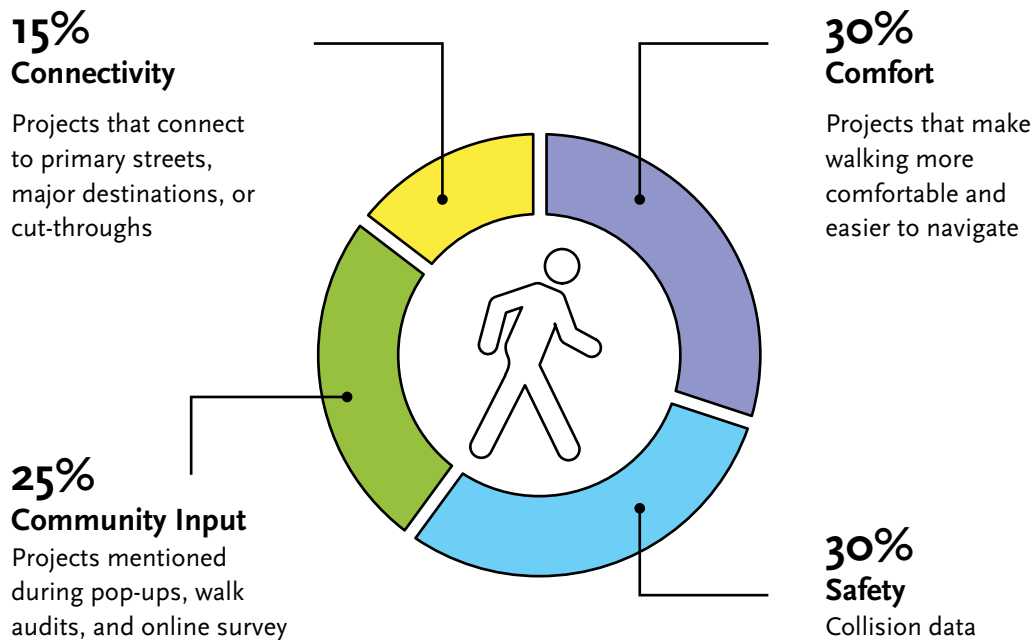 15%
Connectivity
Projects that connect
to primary streets,
major destinations, or
cut-throughs
30%
Comfort
Projects that make
walking more
comfortable and
easier to navigate
25%
Community Input
Projects mentioned
during pop-ups, walk
audits, and online survey
30%
Safety
Collision data